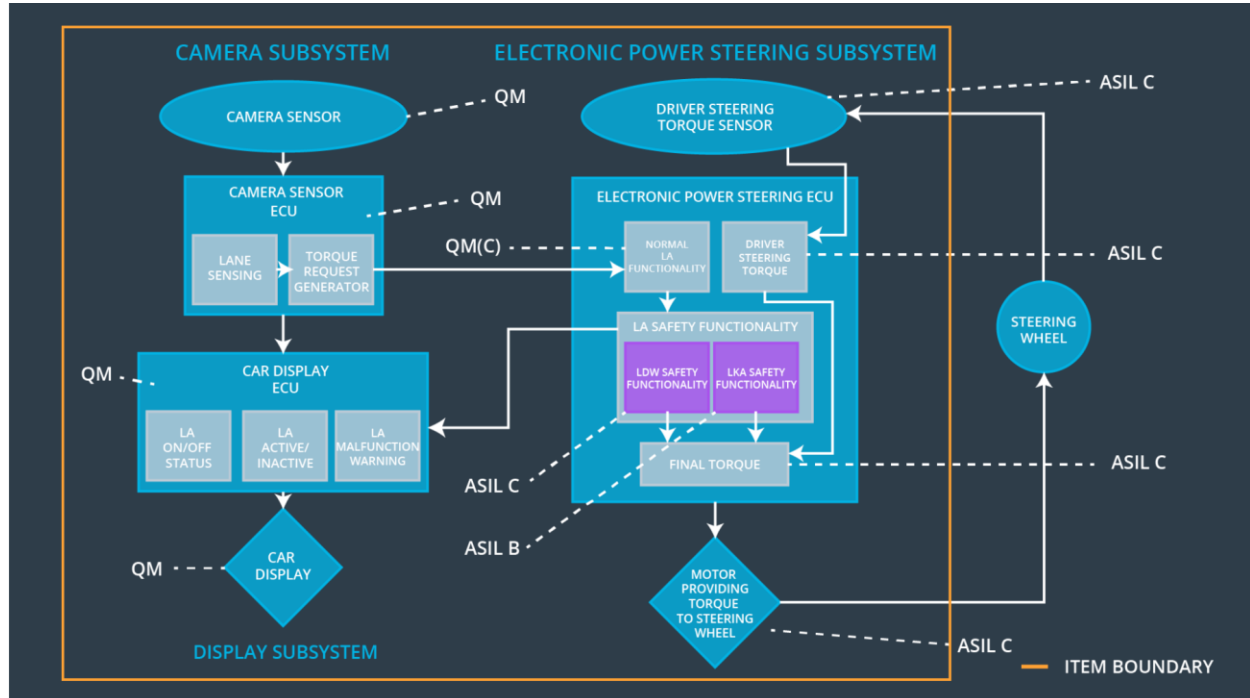 CAMERA SUBSYSTEM
ELECTRONIC POWER STEERING SUBSYSTEM
CAMERA SENSOR
QM
DRIVER STEERING
TORQUE SENSOR
ASIL C
CAMERA SENSOR
ECU
QM
LANE
SENSING
TORQUE
REQUEST
GENERATOR
ELECTRONIC POWER STEERING ECU
QM(C)
NORMAL
LA
FUNCTIONALITY
DRIVER
STEERING
TORQUE
ASIL C
STEERING
WHEEL
LA SAFETY FUNCTIONALITY
LDW SAFETY
FUNCTIONALITY
LKA SAFETY
FUNCTIONALITY
QM
CAR DISPLAY
ECU
LA
ON/OFF
STATUS
LA
ACTIVE/
INACTIVE
LA
MALFUNCTION
WARNING
FINAL TORQUE
ASIL C
ASIL C
ASIL B
QM
CAR
DISPLAY
MOTOR
PROVIDING
TORQUE
TO STEERING
WHEEL
ASIL C
DISPLAY SUBSYSTEM
ITEM BOUNDARY